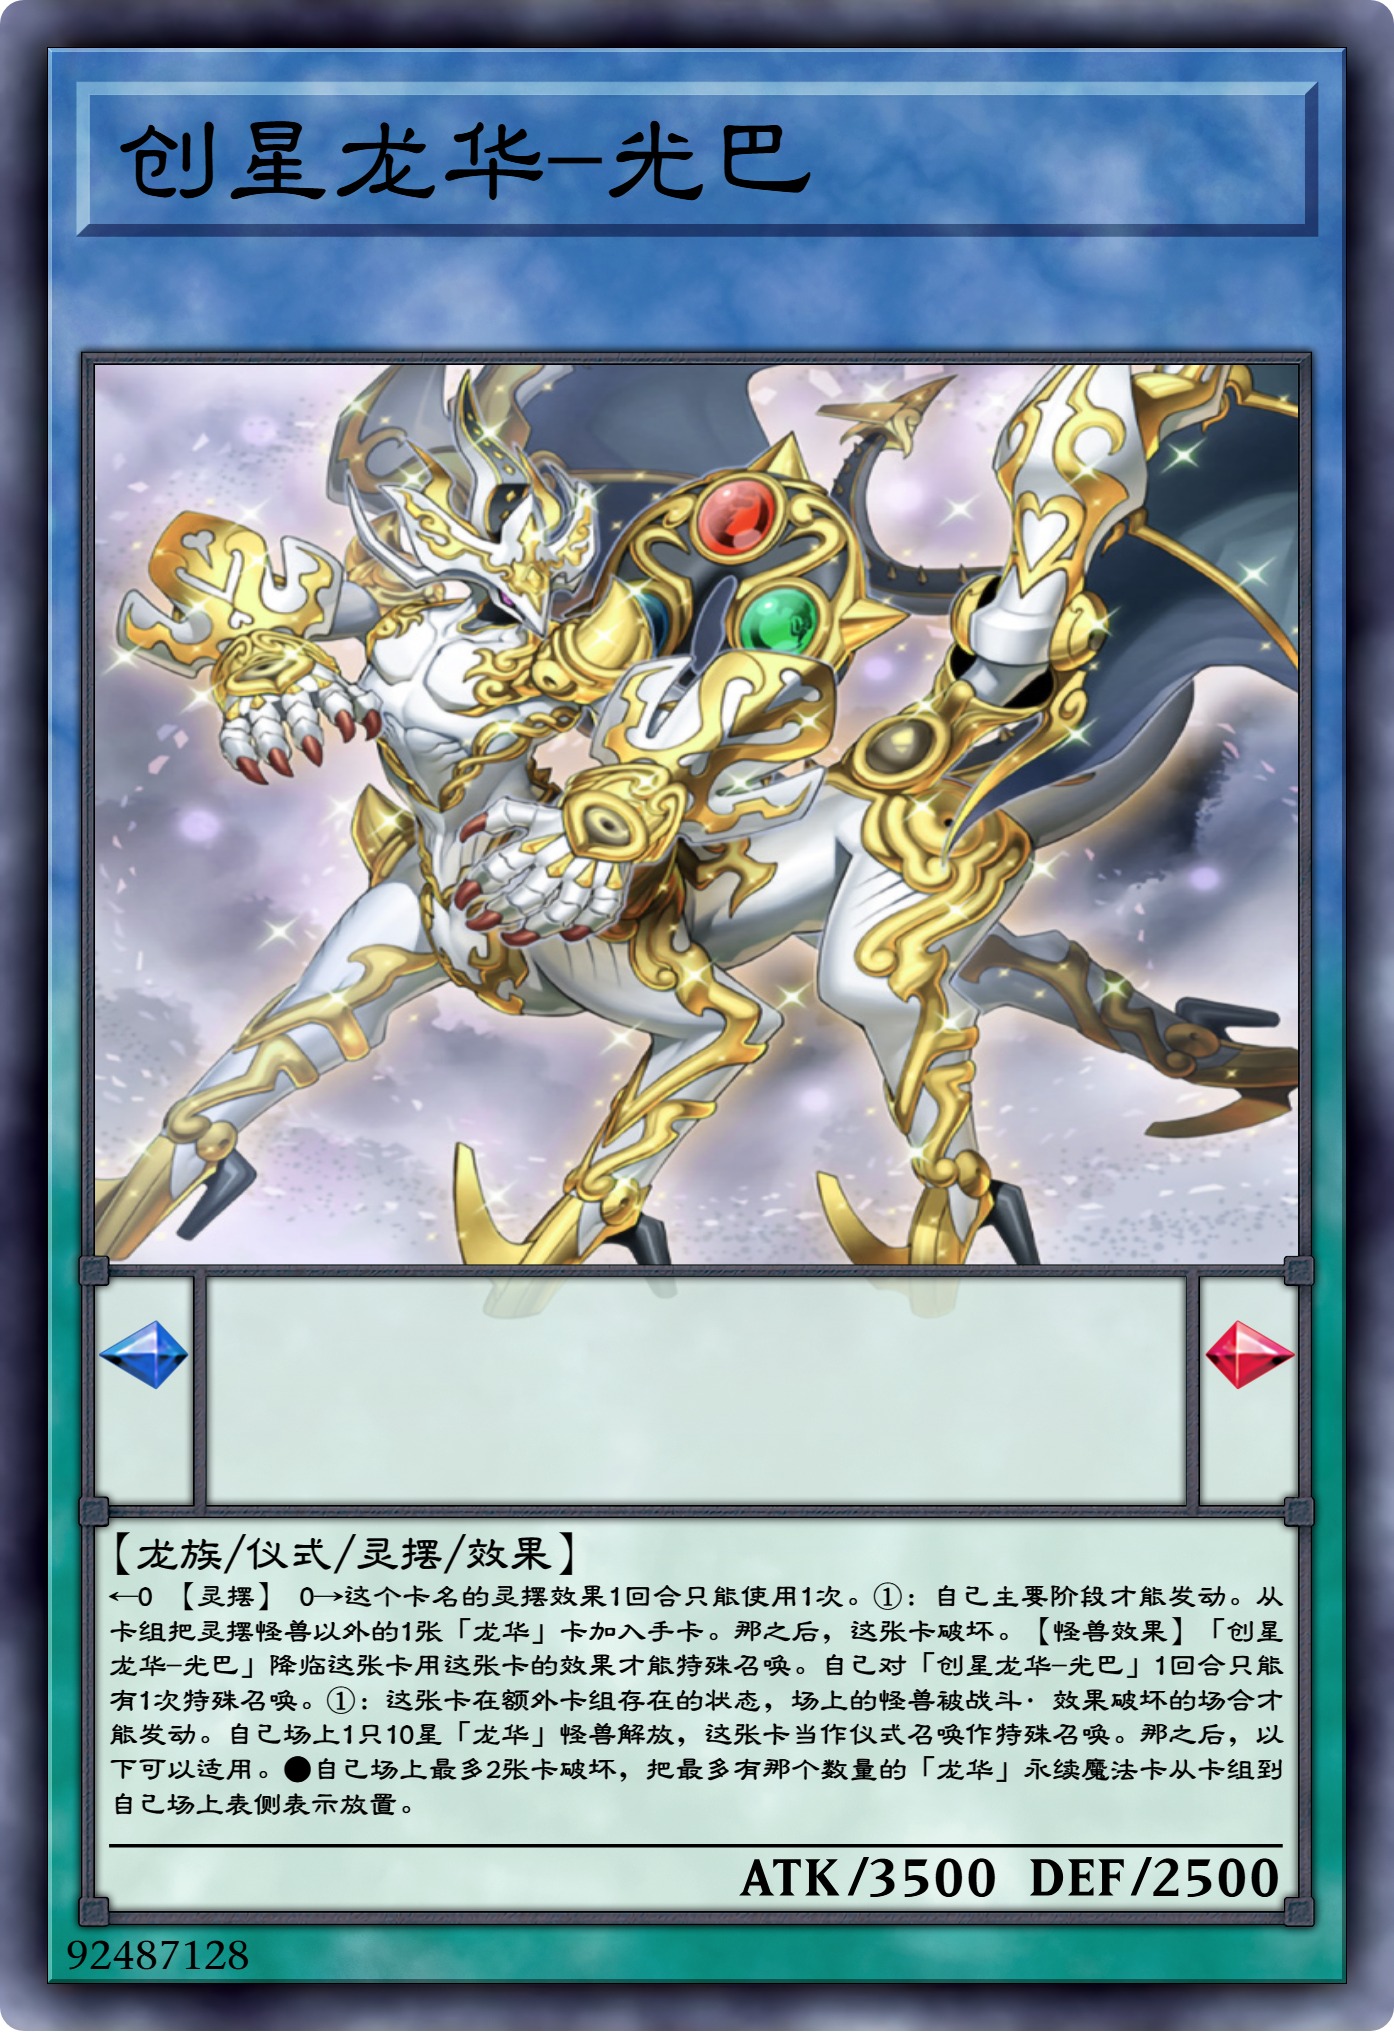 创星龙华–光巴
【龙族/仪式/灵摆/效果】
←0 【灵摆】 0→这个卡名的灵摆效果1回合只能使用1次。①：自己主要阶段才能发动。从
卡组把灵摆怪兽以外的1张「龙华」卡加入手卡。那之后，这张卡破坏。【怪兽效果】「创星
龙华–光巴」降临这张卡用这张卡的效果才能特殊召唤。自己对「创星龙华–光巴」1回合只能
有1次特殊召唤。①：这张卡在额外卡组存在的状态，场上的怪兽被战斗·效果破坏的场合才
能发动。自己场上1只10星「龙华」怪兽解放，这张卡当作仪式召唤作特殊召唤。那之后，以
下可以适用。●自己场上最多2张卡破坏，把最多有那个数量的「龙华」永续魔法卡从卡组到
自己场上表侧表示放置。
ATK/3500 DEF/2500
92487128